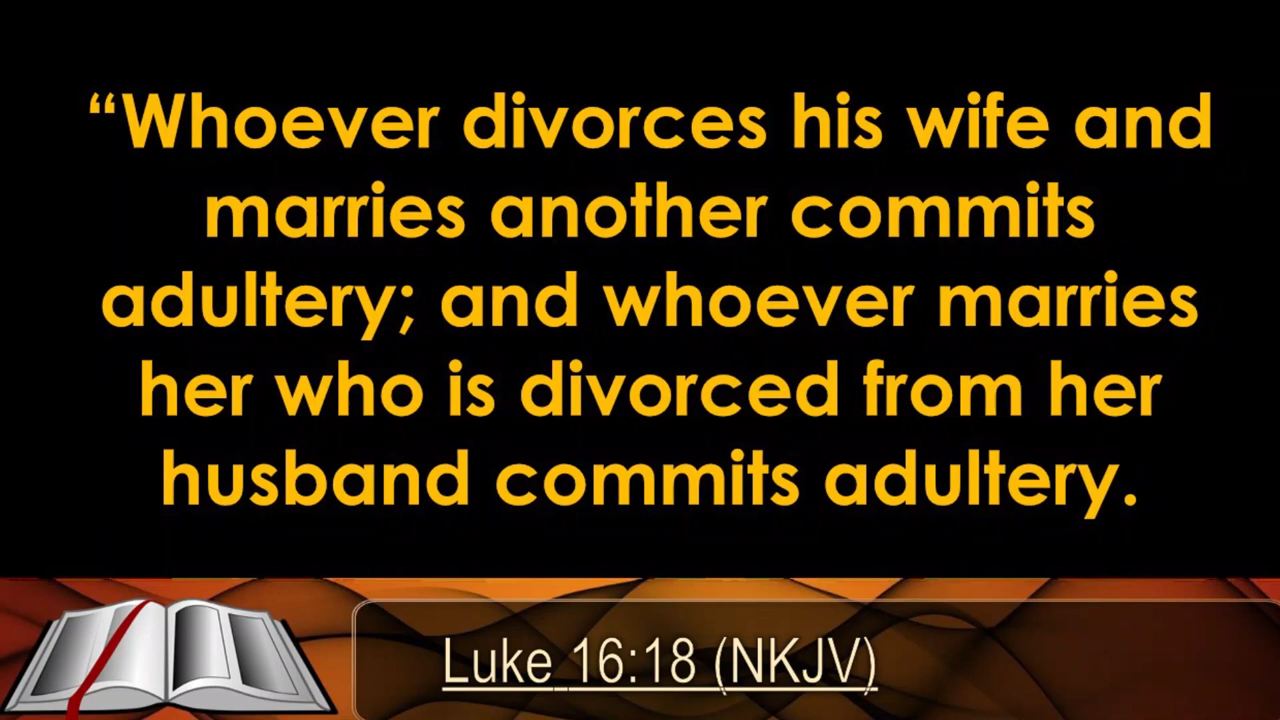 “Whoever divorces his wife and
marries another commits
adultery; and whoever marries
her who is divorced from her
husband commits adultery.
Luke 16:18 (NKJV)